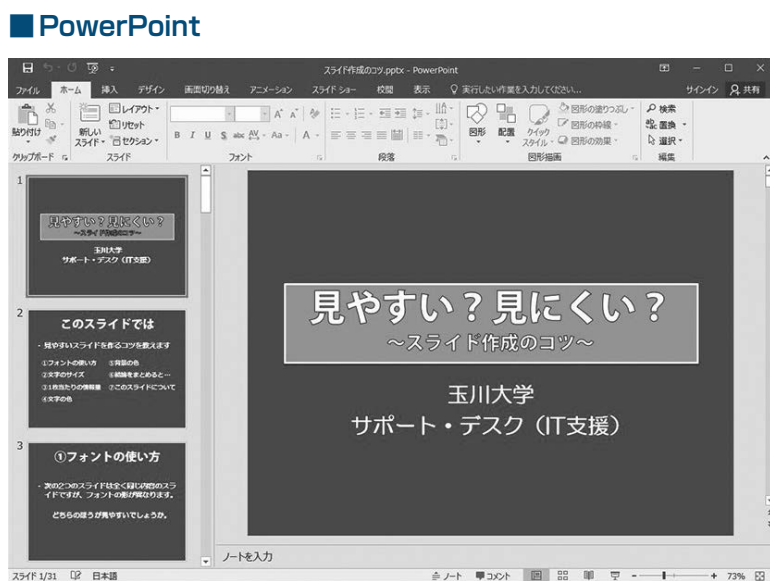 PowerPoint
スライド作成のコツ.pptx - PowerPoint
ファイル ホーム 挿入 デザイン 画面切り替え アニメーション スライド ショー 校閲 表示 実行したい作業を入力してください... サインイン 共有
貼り付け 新しいスライド レイアウト リセット セクション
B I U S abc AV Aa A
図形 配置 クイックスタイル 図形の塗りつぶし 図形の枠線 図形の効果 検索 置換 選択
クリップボード スライド フォント 段落 図形描画 編集
1
見やすい?見にくい?
~スライド作成のコツ~
玉川大学
サポート・デスク(IT支援)
2
このスライドでは
・見やすいスライドを作るコツを教えます
①フォントの使い方 ⑤背景の色
②文字のサイズ ⑥結論をまとめると…
③1枚当たりの情報量 ⑦このスライドについて
④文字の色
3
①フォントの使い方
・次の2つのスライドは全く同じ内容のスライドですが、フォントの形が異なります。
どちらのほうが見やすいでしょうか。
見やすい?見にくい?
~スライド作成のコツ~
玉川大学
サポート・デスク(IT支援)
ノートを入力
スライド 1/31 日本語 ノート コメント 73%